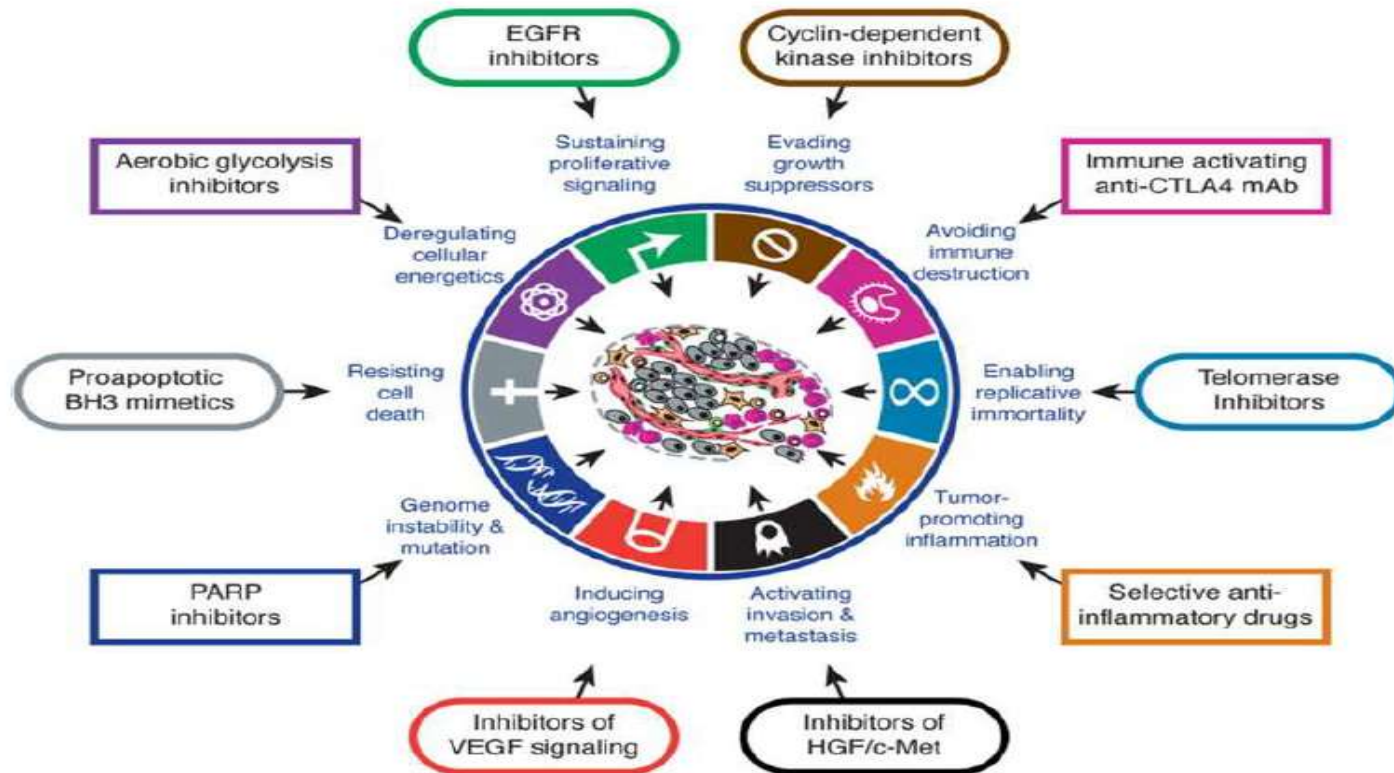 EGFR
inhibitors
Cyclin-dependent
kinase inhibitors
Sustaining
proliferative
signaling
Evading
growth
suppressors
Aerobic glycolysis
inhibitors
Immune activating
anti-CTLA4 mAb
Deregulating
cellular
energetics
Avoiding
immune
destruction
Proapoptotic
BH3 mimetics
Resisting
cell
death
Enabling
replicative
immortality
Telomerase
Inhibitors
Genome
instability &
mutation
Tumor-
promoting
inflammation
PARP
inhibitors
Inducing
angiogenesis
Activating
invasion &
metastasis
Selective anti-
inflammatory drugs
Inhibitors of
VEGF signaling
Inhibitors of
HGF/c-Met